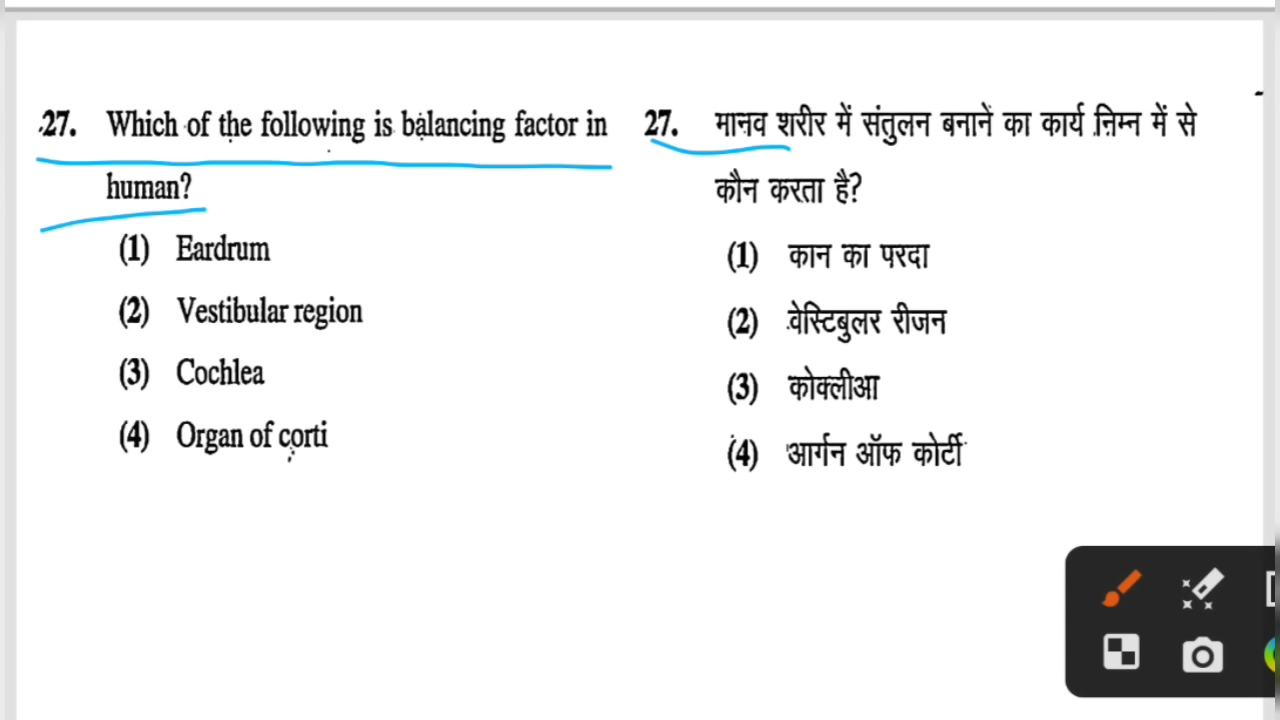 27. Which of the following is balancing factor in
human?
(1) Eardrum
(2) Vestibular region
(3) Cochlea
(4) Organ of corti
27. मानव शरीर में संतुलन बनाने का कार्य निम्न में से
कौन करता है?
(1) कान का परदा
(2) वेस्टिबुलर रीजन
(3) कोक्लीआ
(4) आर्गन ऑफ कोर्टी